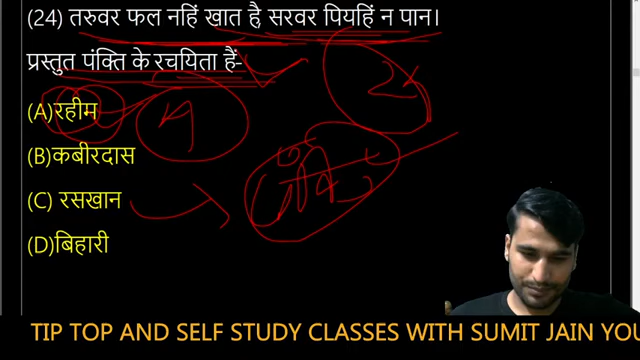 (24) तरुवर फल नहिं खात है सरवर पियहिं न पान।
प्रस्तुत पंक्ति के रचयिता हैं-
(A)रहीम
(B)कबीरदास
(C) रसखान
(D)बिहारी
TIP TOP AND SELF STUDY CLASSES WITH SUMIT JAIN YOU